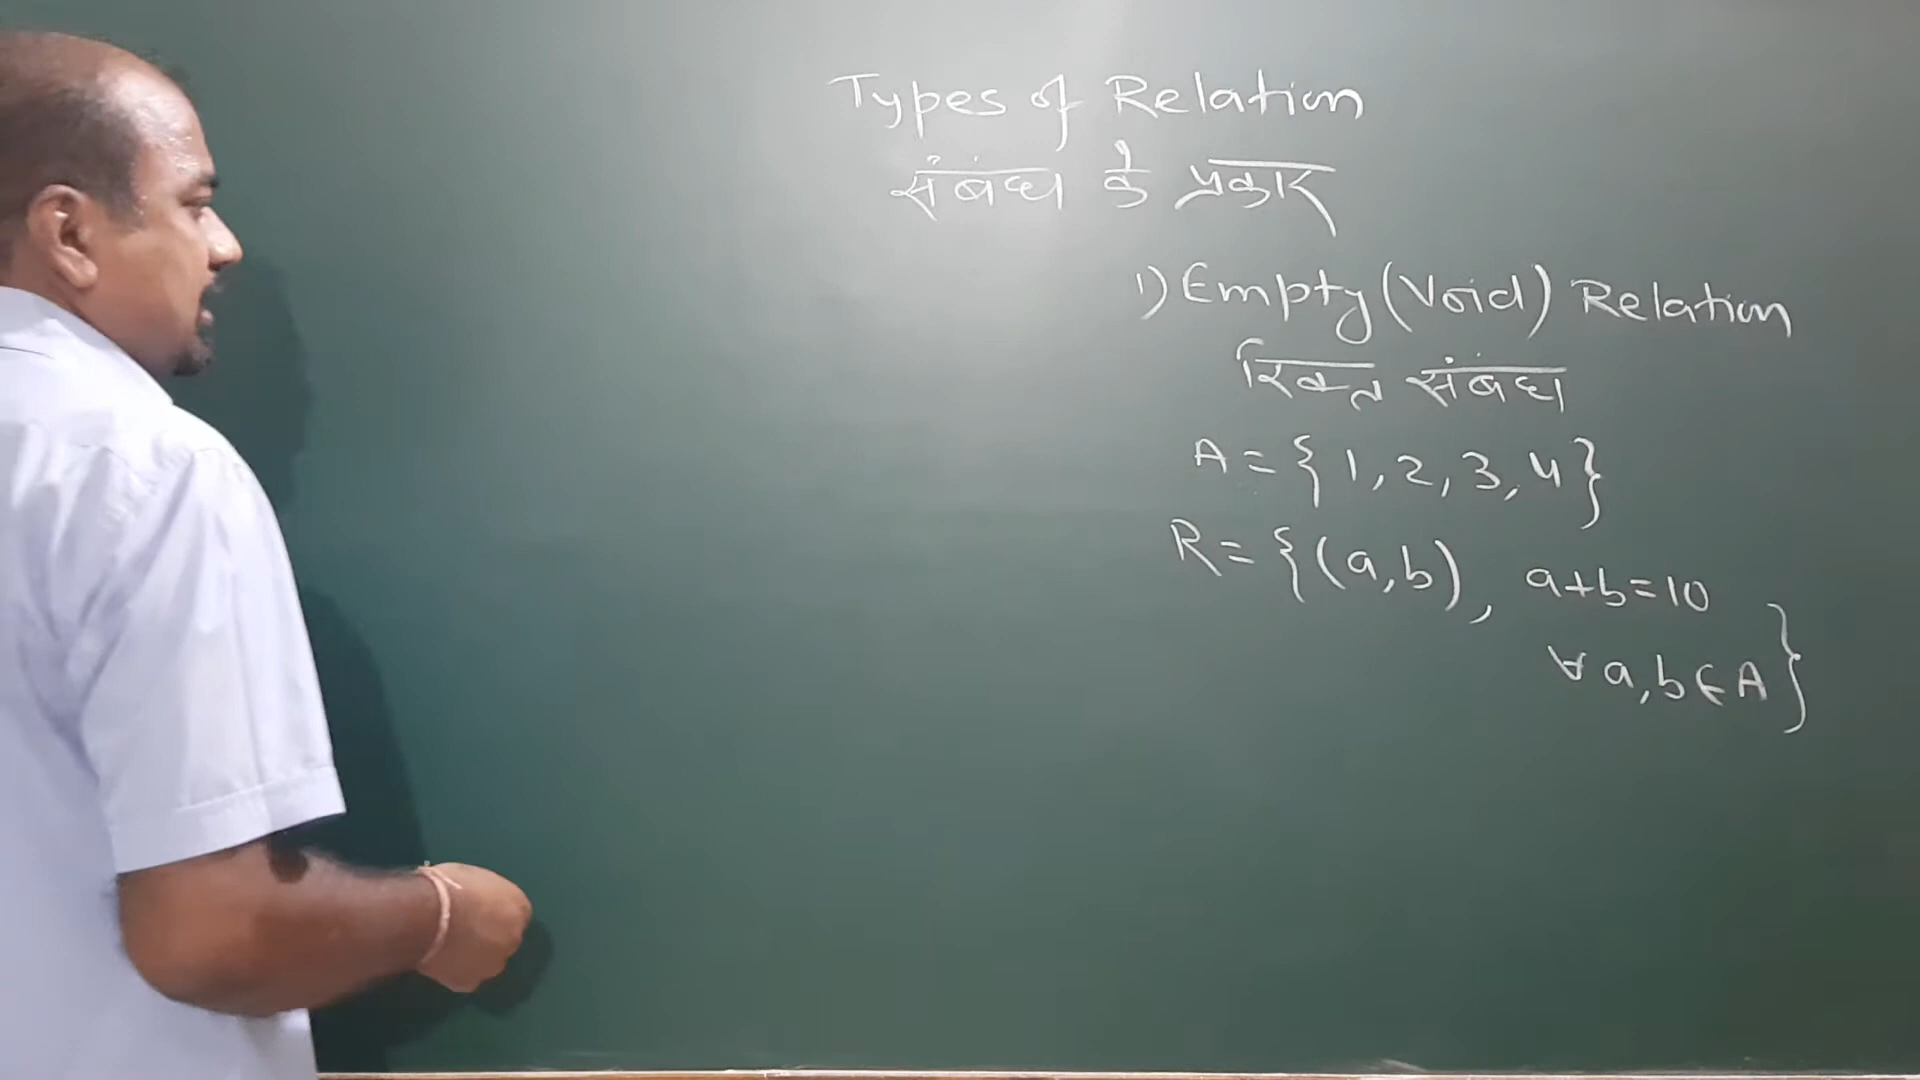 Types of Relation
संबंध के प्रकार
1) Empty (Void) Relation
रिक्त संबंध
A = {1, 2, 3, 4}
R = {(a,b), a+b=10
∀ a,b ∈ A}